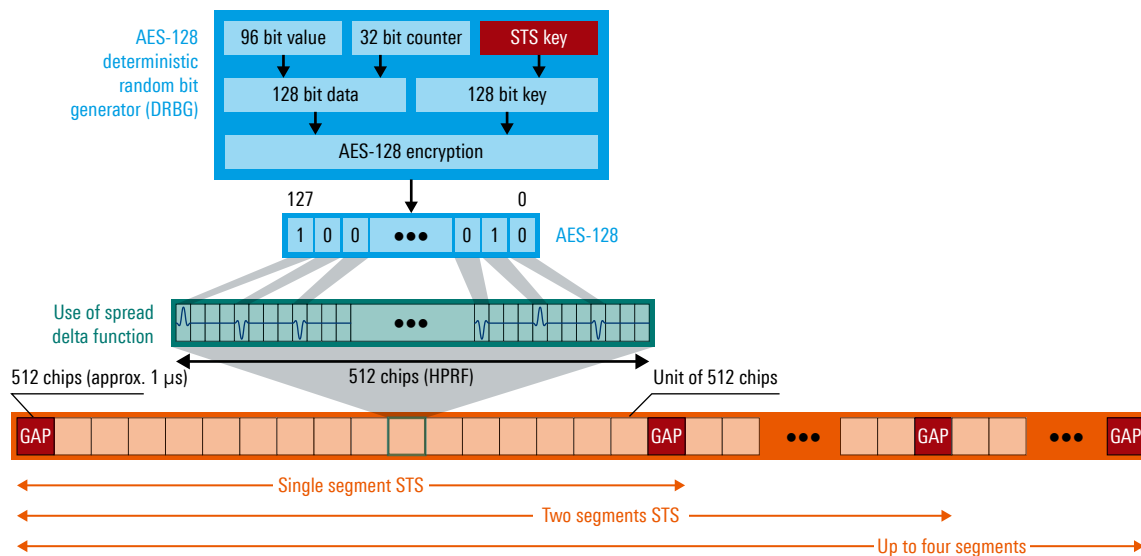 AES-128
deterministic
random bit
generator (DRBG)
96 bit value
32 bit counter
STS key
128 bit data
128 bit key
AES-128 encryption
127
0
1 0 0 ••• 0 1 0
AES-128
Use of spread
delta function
•••
512 chips (approx. 1 µs)
512 chips (HPRF)
Unit of 512 chips
GAP GAP ••• GAP ••• GAP
Single segment STS
Two segments STS
Up to four segments